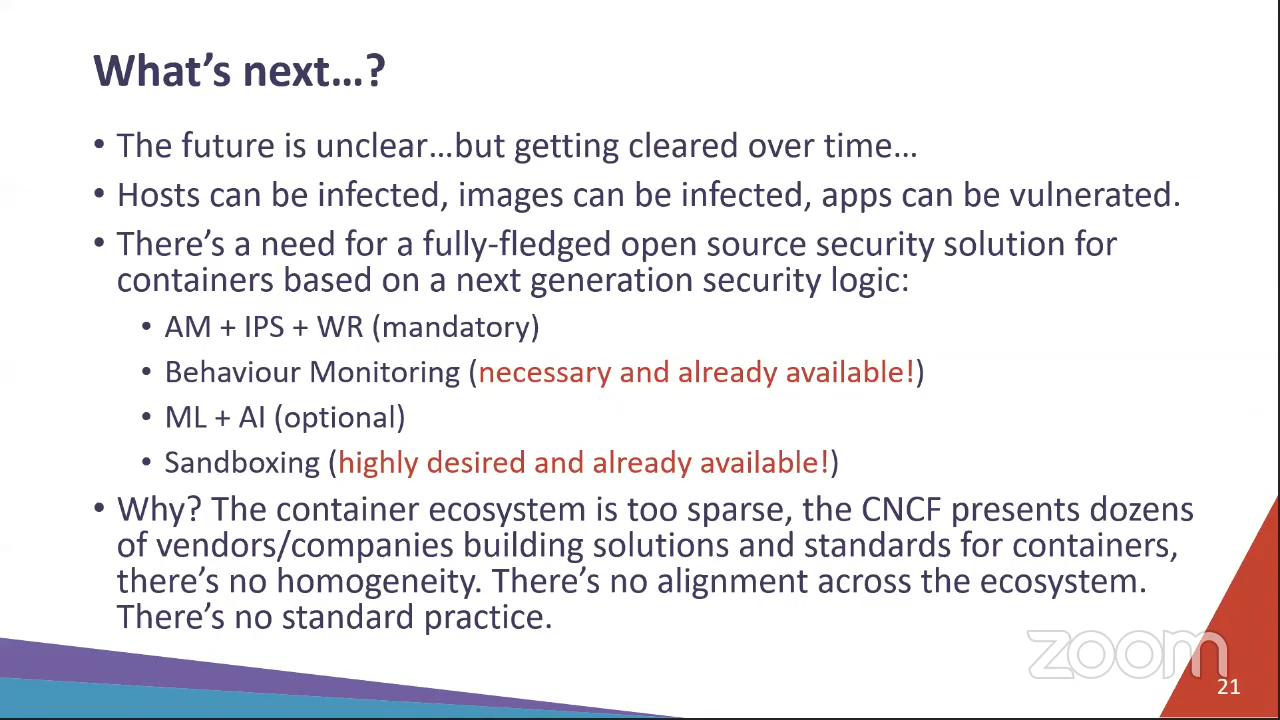 What's next…?
• The future is unclear…but getting cleared over time…
• Hosts can be infected, images can be infected, apps can be vulnerated.
• There's a need for a fully-fledged open source security solution for
containers based on a next generation security logic:
• AM + IPS + WR (mandatory)
• Behaviour Monitoring (necessary and already available!)
• ML + AI (optional)
• Sandboxing (highly desired and already available!)
• Why? The container ecosystem is too sparse, the CNCF presents dozens
of vendors/companies building solutions and standards for containers,
there's no homogeneity. There's no alignment across the ecosystem.
There's no standard practice.
zoom
21